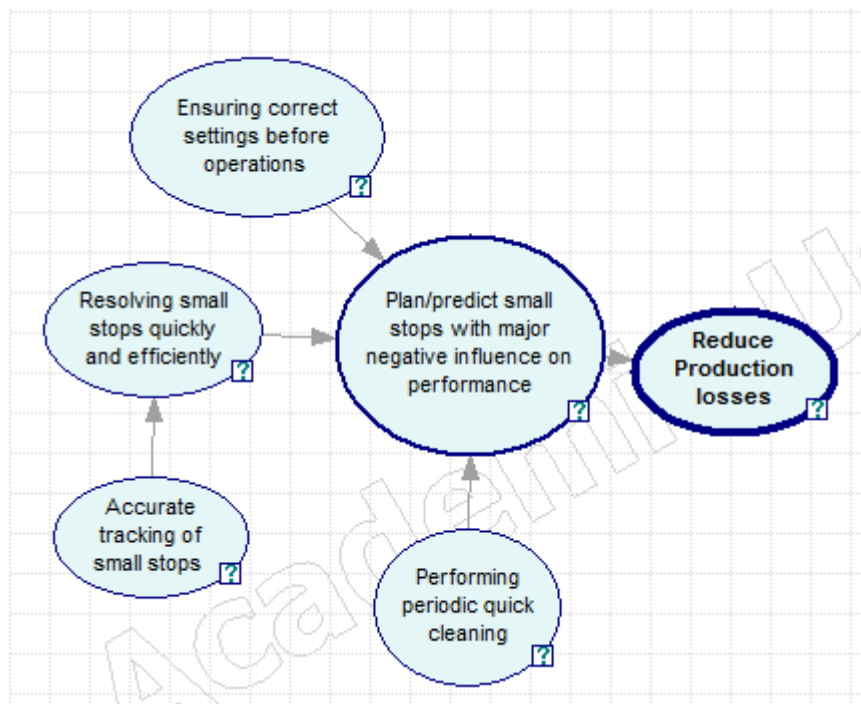 Ensuring correct
settings before
operations
?
Resolving small
stops quickly
and efficiently
?
Plan/predict small
stops with major
negative influence on
performance
?
Reduce
Production
losses
?
Accurate
tracking of
small stops
?
Performing
periodic quick
cleaning
?